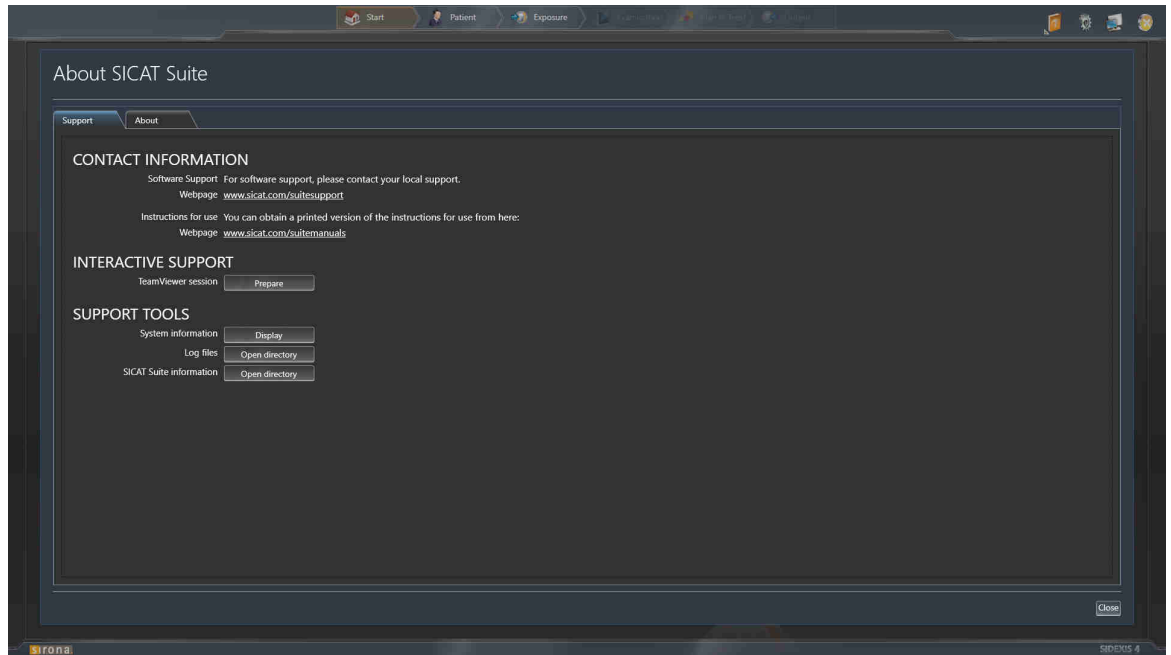 Start
Patient
Exposure
About SICAT Suite
Support
About
CONTACT INFORMATION
Software Support For software support, please contact your local support.
Webpage www.sicat.com/suitesupport
Instructions for use You can obtain a printed version of the instructions for use from here:
Webpage www.sicat.com/suitemanuals
INTERACTIVE SUPPORT
TeamViewer session Prepare
SUPPORT TOOLS
System information Display
Log files Open directory
SICAT Suite information Open directory
Close
sirona
SIDEXIS 4